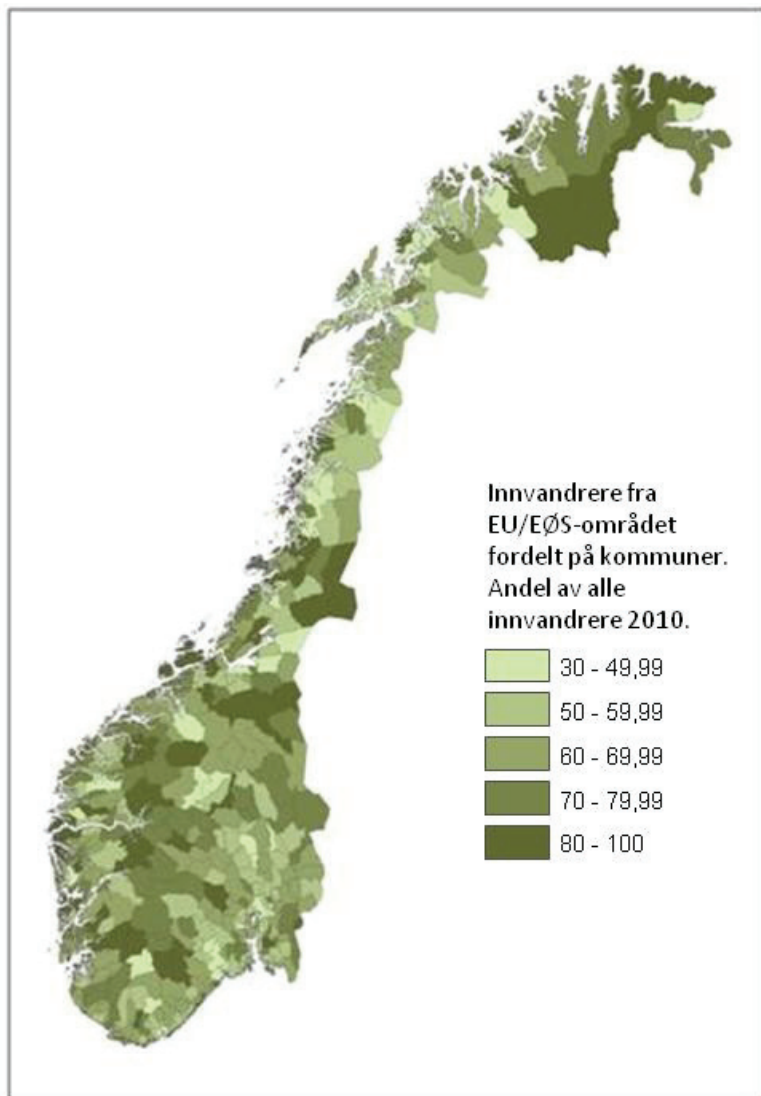 Innvandrere fra
EU/EØS-området
fordelt på kommuner.
Andel av alle
innvandrere 2010.
30 - 49,99
50 - 59,99
60 - 69,99
70 - 79,99
80 - 100